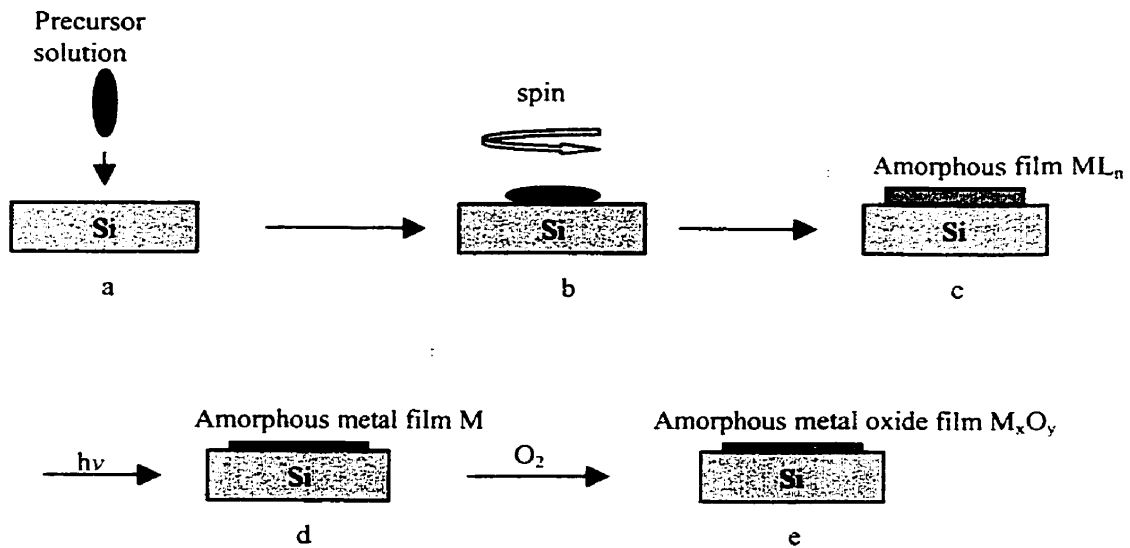 Precursor
solution
spin
Amorphous film MLₙ
Si
Si
Si
a
b
c
Amorphous metal film M
Amorphous metal oxide film MₓOᵧ
hν
O₂
Si
Si
d
e